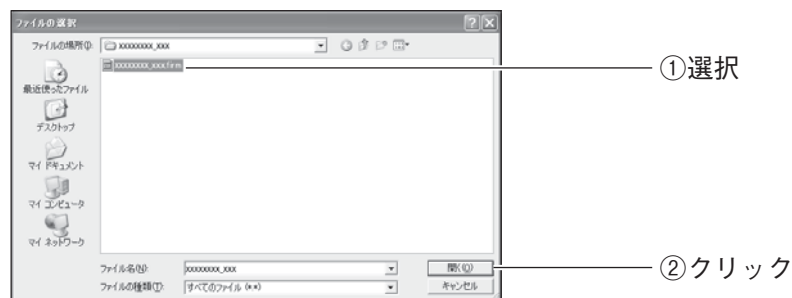 ファイルの選択
ファイルの場所(I):
xxxxxxxx_xxx
xxxxxxxx_xxx.firm
①選択
最近使ったファイル
デスクトップ
マイ ドキュメント
マイ コンピュータ
マイ ネットワーク
ファイル名(N):
xxxxxxxx_xxx
開く(O)
②クリック
ファイルの種類(T):
すべてのファイル (*.*)
キャンセル